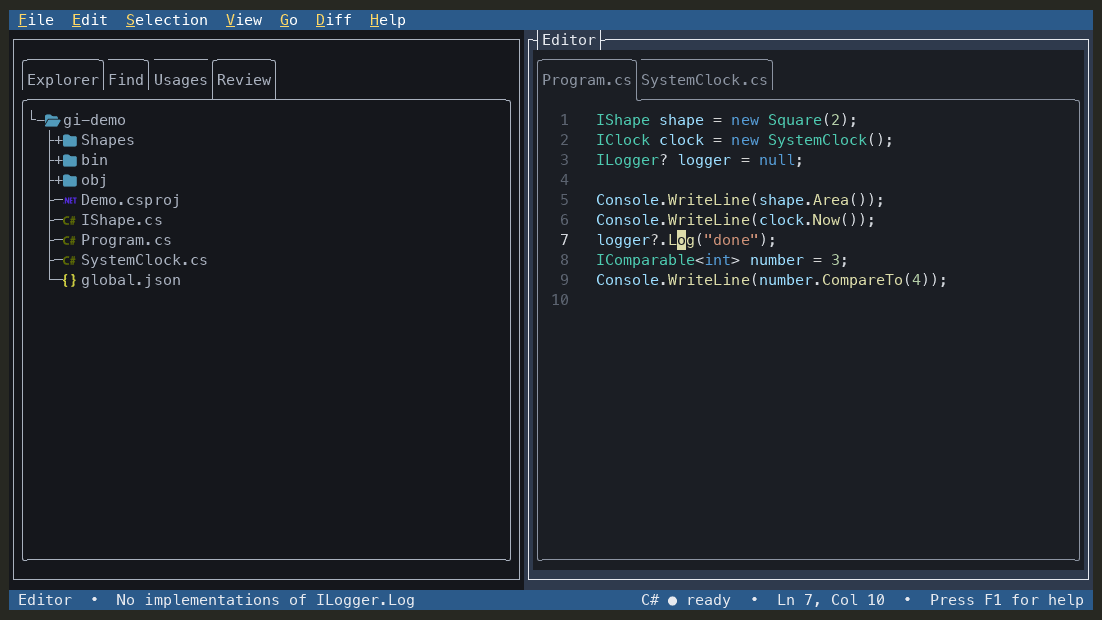 File Edit Selection View Go Diff Help
Editor
Explorer Find Usages Review
gi-demo
Shapes
bin
obj
NET Demo.csproj
C# IShape.cs
C# Program.cs
C# SystemClock.cs
{} global.json
Program.cs SystemClock.cs
1 IShape shape = new Square(2);
2 IClock clock = new SystemClock();
3 ILogger? logger = null;
4
5 Console.WriteLine(shape.Area());
6 Console.WriteLine(clock.Now());
7 logger?.Log("done");
8 IComparable<int> number = 3;
9 Console.WriteLine(number.CompareTo(4));
10
Editor • No implementations of ILogger.Log
C# ● ready • Ln 7, Col 10 • Press F1 for help